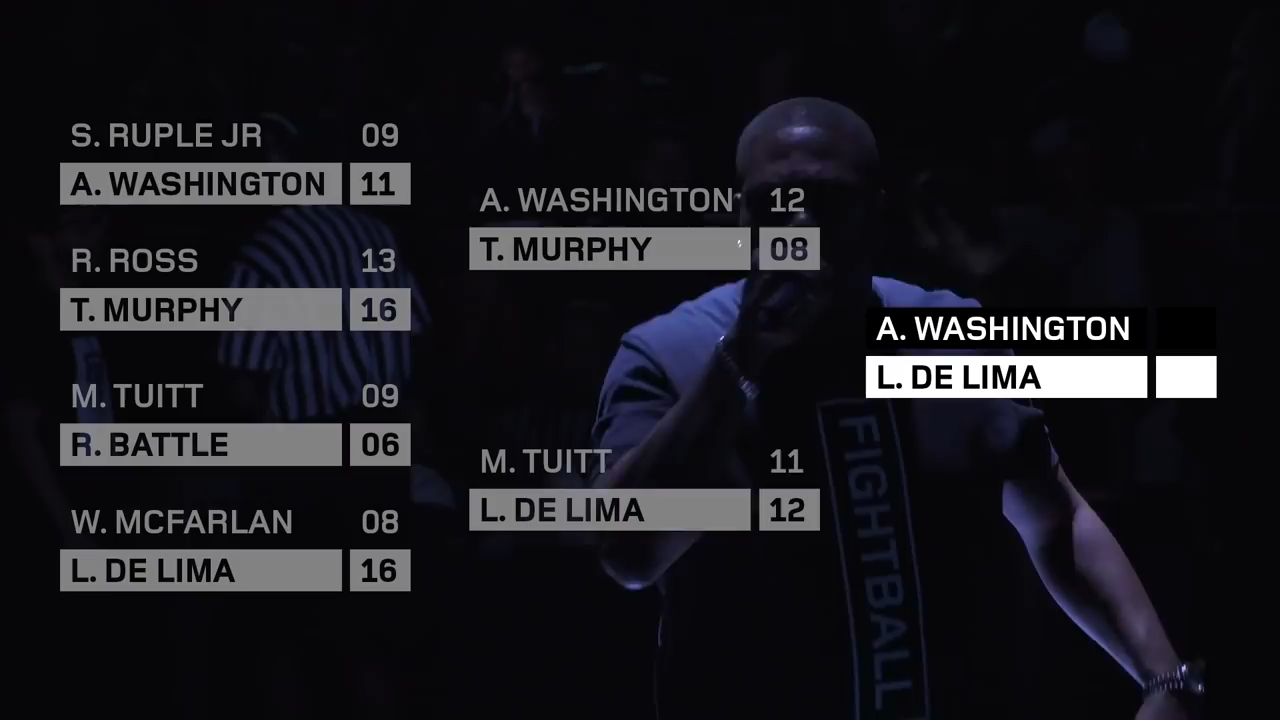 S. RUPLE JR 09
A. WASHINGTON 11
R. ROSS 13
T. MURPHY 16
M. TUITT 09
R. BATTLE 06
W. MCFARLAN 08
L. DE LIMA 16
A. WASHINGTON 12
T. MURPHY 08
M. TUITT 11
L. DE LIMA 12
A. WASHINGTON
L. DE LIMA
FIGHTBALL